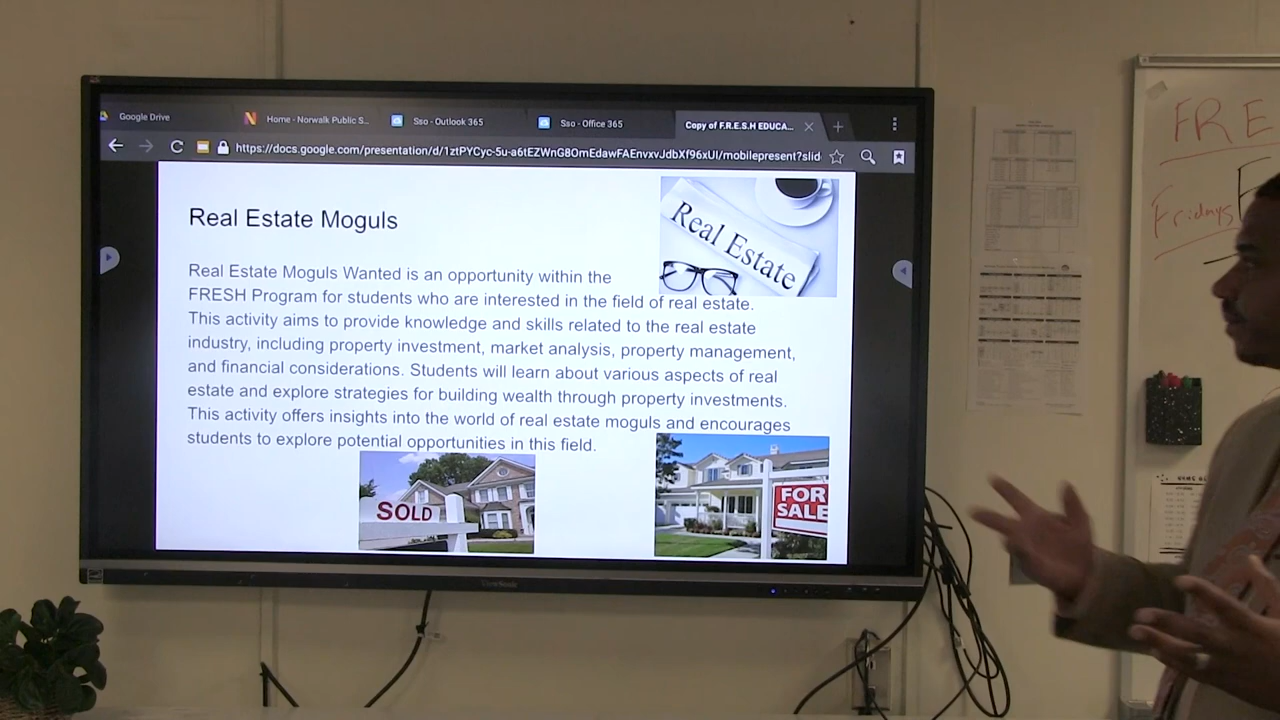 Google Drive
Home - Norwalk Public S...
Sso - Outlook 365
Sso - Office 365
Copy of F.R.E.S.H EDUCA...
https://docs.google.com/presentation/d/1ztPYCyc-5u-a6tEZWnG8OmEdawFAEnvxvJdbXf96xUI/mobilepresent?slid
Real Estate Moguls
Real Estate
Real Estate Moguls Wanted is an opportunity within the
FRESH Program for students who are interested in the field of real estate.
This activity aims to provide knowledge and skills related to the real estate
industry, including property investment, market analysis, property management,
and financial considerations. Students will learn about various aspects of real
estate and explore strategies for building wealth through property investments.
This activity offers insights into the world of real estate moguls and encourages
students to explore potential opportunities in this field.
SOLD
FOR
SALE
ViewSonic
FRE
Fridays